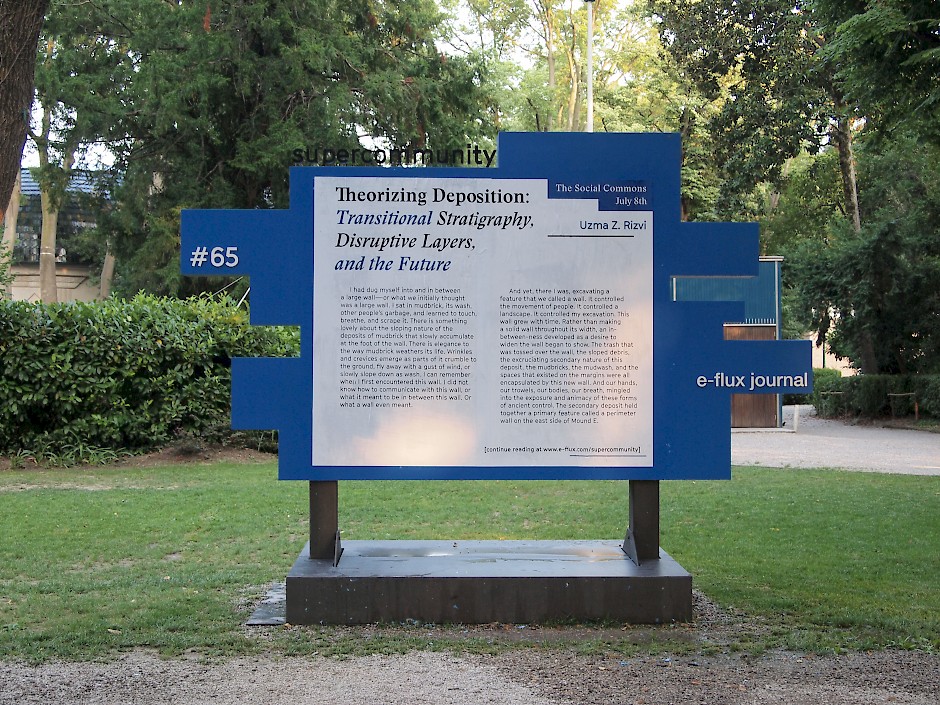 supercommunity
#65
Theorizing Deposition:
Transitional Stratigraphy,
Disruptive Layers,
and the Future
The Social Commons
July 8th
Uzma Z. Rizvi
I had dug myself into and in between
a large wall—or what we initially thought
was a large wall. I sat in mudbrick, its wash,
other people's garbage, and learned to touch,
breathe, and scrape it. There is something
lovely about the sloping nature of the
deposits of mudbrick that slowly accumulate
at the foot of the wall. There is elegance to
the way mudbrick weathers its life. Wrinkles
and crevices emerge as parts of it crumble to
the ground, fly away with a gust of wind, or
slowly slope down as wash. I can remember
when I first encountered this wall. I did not
know how to communicate with this wall, or
what it meant to be in between this wall. Or
what a wall even meant.
And yet, there I was, excavating a
feature that we called a wall. It controlled
the movement of people. It controlled a
landscape. It controlled my excavation. This
wall grew with time. Rather than making
a solid wall throughout its width, an in-
between-ness developed as a desire to
widen the wall began to show. The trash that
was tossed over the wall, the sloped debris,
the excruciating secondary nature of this
deposit, the mudbricks, the mudwash, and the
spaces that existed on the margins were all
encapsulated by this new wall. And our hands,
our trowels, our bodies, our breath, mingled
into the exposure and anomaly of these forms
of ancient control. The secondary deposit held
together a primary feature called a perimeter
wall on the east side of Mound E.
[continue reading at www.e-flux.com/supercommunity]
e-flux journal